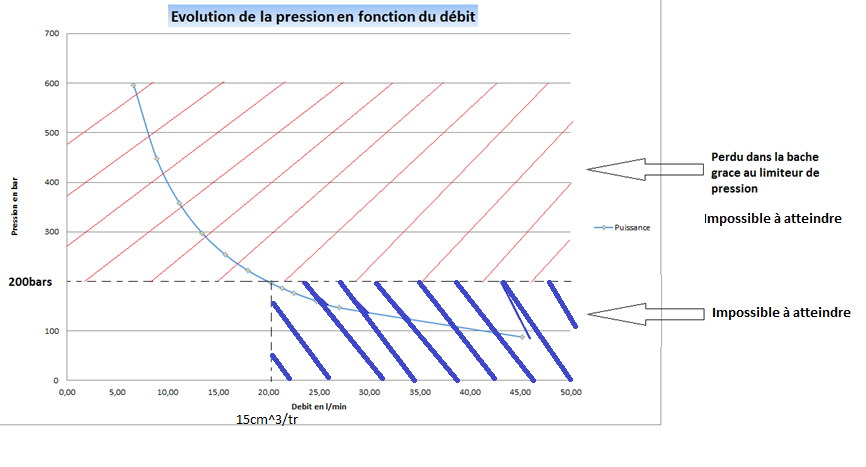 Evolution de la pression en fonction du débit
700
600
500
400
300
200bars
100
0
Pression en bar
0,00 5,00 10,00 15,00 20,00 25,00 30,00 35,00 40,00 45,00 50,00
Debit en l/min
15cm^3/tr
Puissance
Perdu dans la bache
grace au limiteur de
pression
Impossible à atteindre
Impossible à atteindre